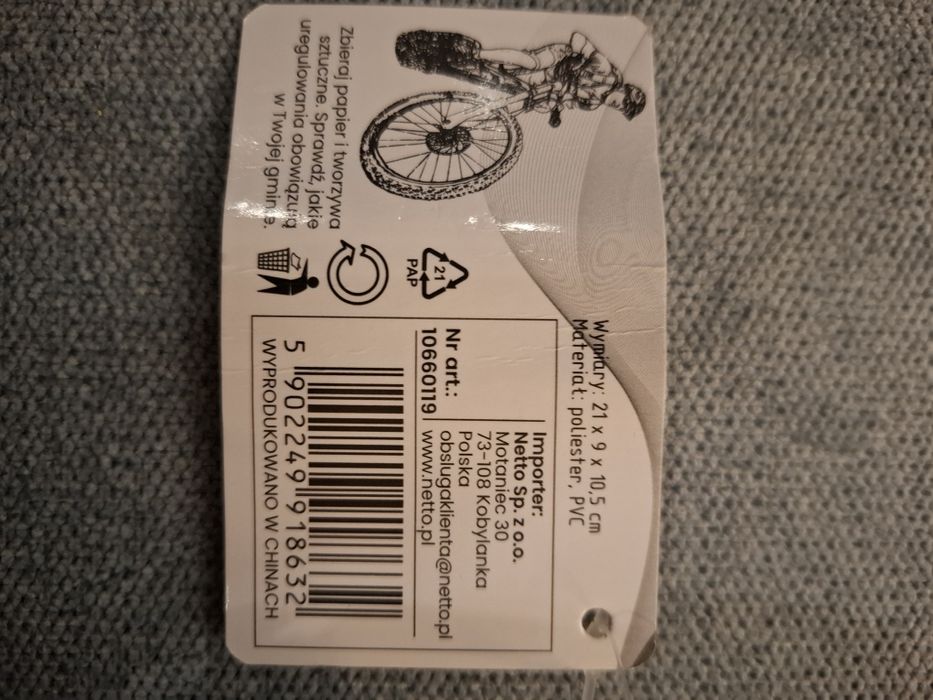 Wymiary: 21 x 9 x 10,5 cm
Materiał: poliester, PVC
Zbieraj papier i tworzywa
sztuczne. Sprawdź, jakie
uregulowania obowiązują
w Twojej gminie.
21
PAP
Nr art.:
10660119
Importer:
Netto Sp. z o.o.
Motaniec 30
73-108 Kobylanka
Polska
obslugaklienta@netto.pl
www.netto.pl
5 902249 918632
WYPRODUKOWANO W CHINACH